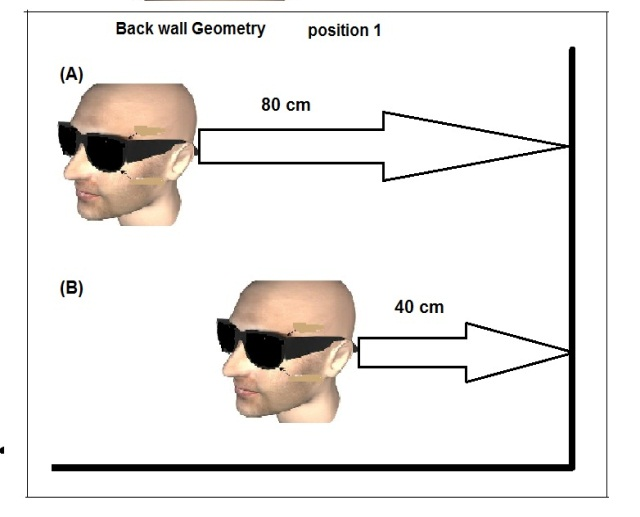 Back wall Geometry position 1
(A)
80 cm
(B)
40 cm